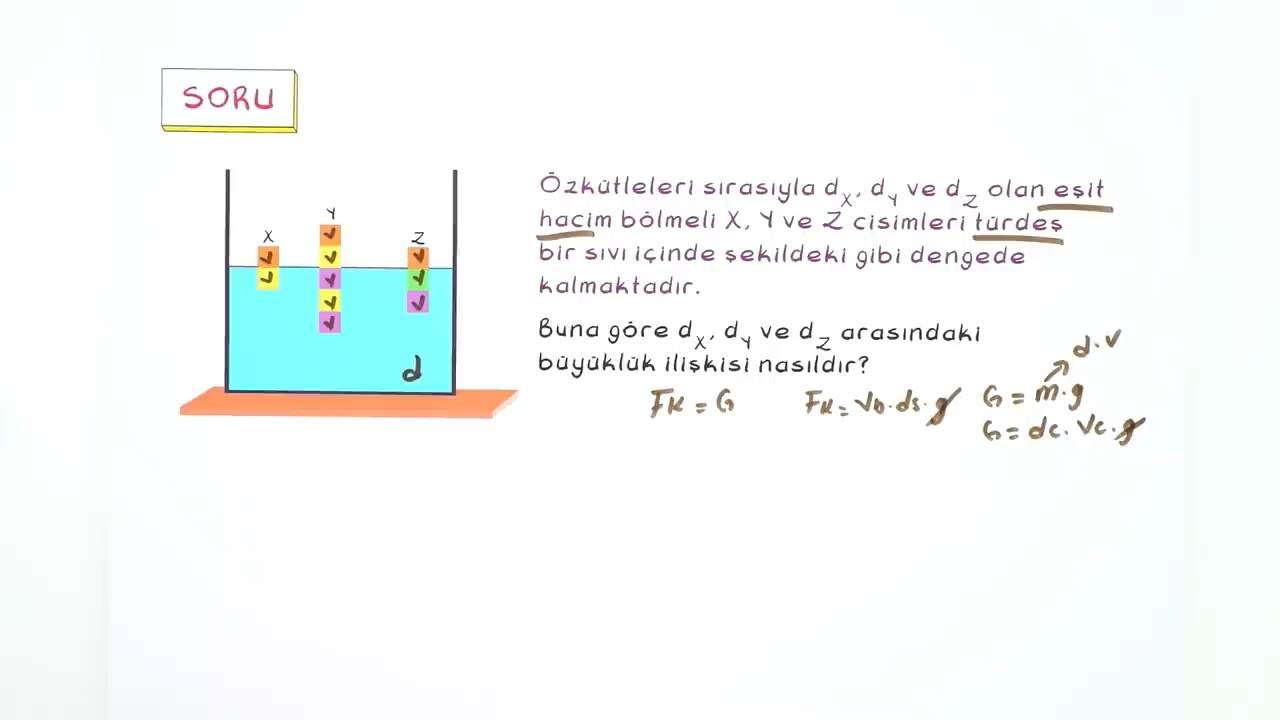 SORU
X
Y
Z
v v
v v v v v
v v v
d
Özkütleleri sırasıyla dX, dY ve dZ olan eşit
hacim bölmeli X, Y ve Z cisimleri türdeş
bir sıvı içinde şekildeki gibi dengede
kalmaktadır.
Buna göre dX, dY ve dZ arasındaki
büyüklük ilişkisi nasıldır?
d.v
FK = G
FK = Vb.ds.g
G = m.g
G = dc.Vc.g